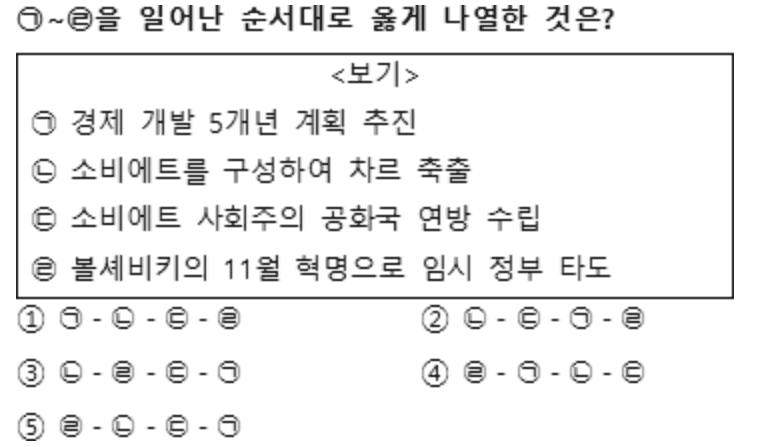 ㉠~㉣을 일어난 순서대로 옳게 나열한 것은?
<보기>
㉠ 경제 개발 5개년 계획 추진
㉡ 소비에트를 구성하여 차르 축출
㉢ 소비에트 사회주의 공화국 연방 수립
㉣ 볼셰비키의 11월 혁명으로 임시 정부 타도
① ㉠ - ㉡ - ㉢ - ㉣ ② ㉡ - ㉢ - ㉠ - ㉣
③ ㉡ - ㉣ - ㉢ - ㉠ ④ ㉣ - ㉠ - ㉡ - ㉢
⑤ ㉣ - ㉡ - ㉢ - ㉠